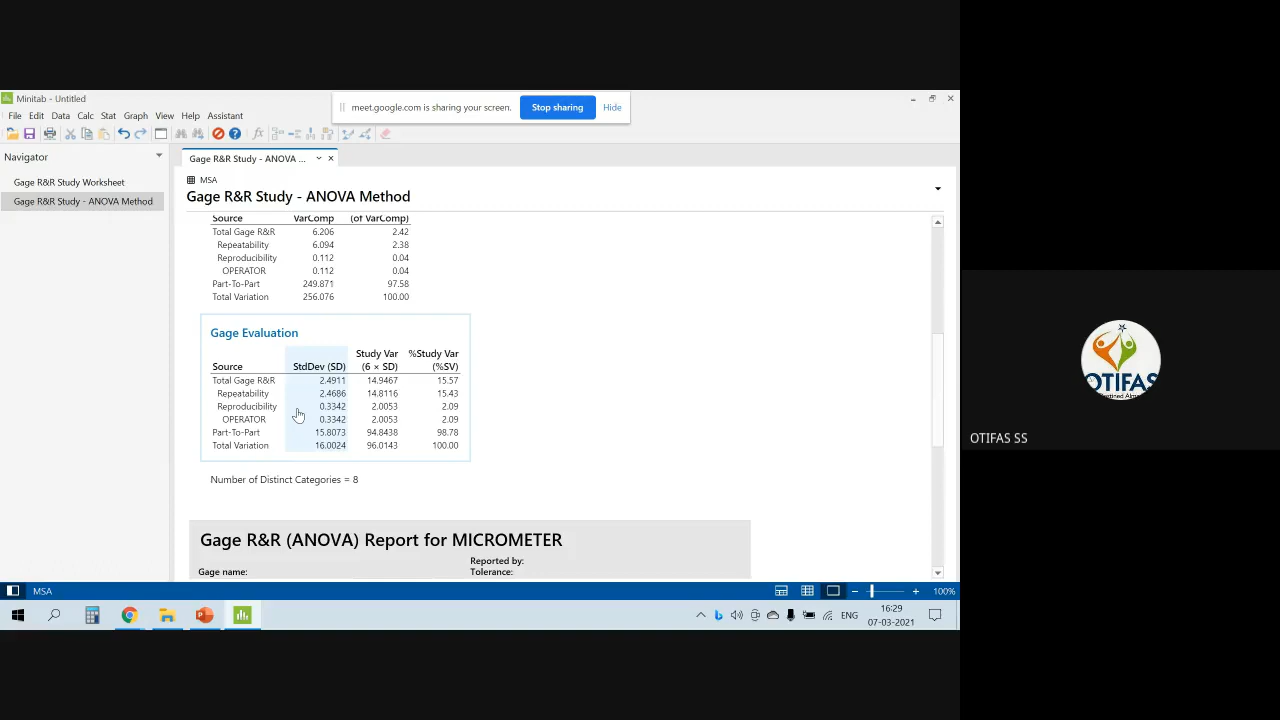 Minitab - Untitled
meet.google.com is sharing your screen. Stop sharing Hide
File Edit Data Calc Stat Graph View Help Assistant
Navigator
Gage R&R Study - ANOVA ...
Gage R&R Study Worksheet
Gage R&R Study - ANOVA Method
MSA
Gage R&R Study - ANOVA Method
Source VarComp (of VarComp)
Total Gage R&R 6.206 2.42
Repeatability 6.094 2.38
Reproducibility 0.112 0.04
OPERATOR 0.112 0.04
Part-To-Part 249.871 97.58
Total Variation 256.076 100.00
Gage Evaluation
Study Var %Study Var
Source StdDev (SD) (6 × SD) (%SV)
Total Gage R&R 2.4911 14.9467 15.57
Repeatability 2.4686 14.8116 15.43
Reproducibility 0.3342 2.0053 2.09
OPERATOR 0.3342 2.0053 2.09
Part-To-Part 15.8073 94.8438 98.78
Total Variation 16.0024 96.0143 100.00
Number of Distinct Categories = 8
Gage R&R (ANOVA) Report for MICROMETER
Reported by:
Gage name: Tolerance:
MSA 100%
ENG 16:29
07-03-2021
OTIFAS
OTIFAS SS